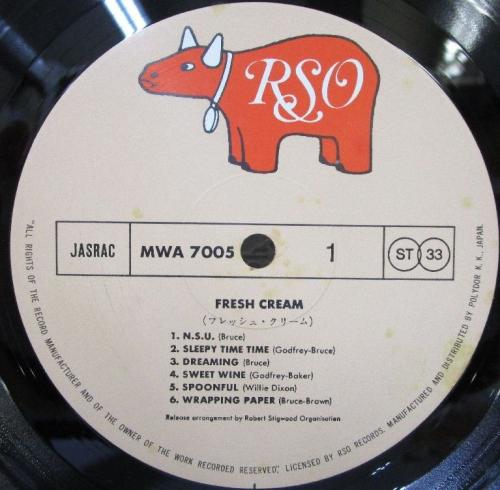 RSO
JASRAC
MWA 7005
1
ST 33
FRESH CREAM
(フレッシュ・クリーム)
1. N.S.U. (Bruce)
2. SLEEPY TIME TIME (Godfrey-Bruce)
3. DREAMING (Bruce)
4. SWEET WINE (Godfrey-Baker)
5. SPOONFUL (Willie Dixon)
6. WRAPPING PAPER (Bruce-Brown)
Release arrangement by Robert Stigwood Organisation
"ALL RIGHTS OF THE RECORD MANUFACTURER AND OF THE OWNER OF THE WORK RECORDED RESERVED", LICENSED BY RSO RECORDS. MANUFACTURED AND DISTRIBUTED BY POLYDOR K. K., JAPAN.